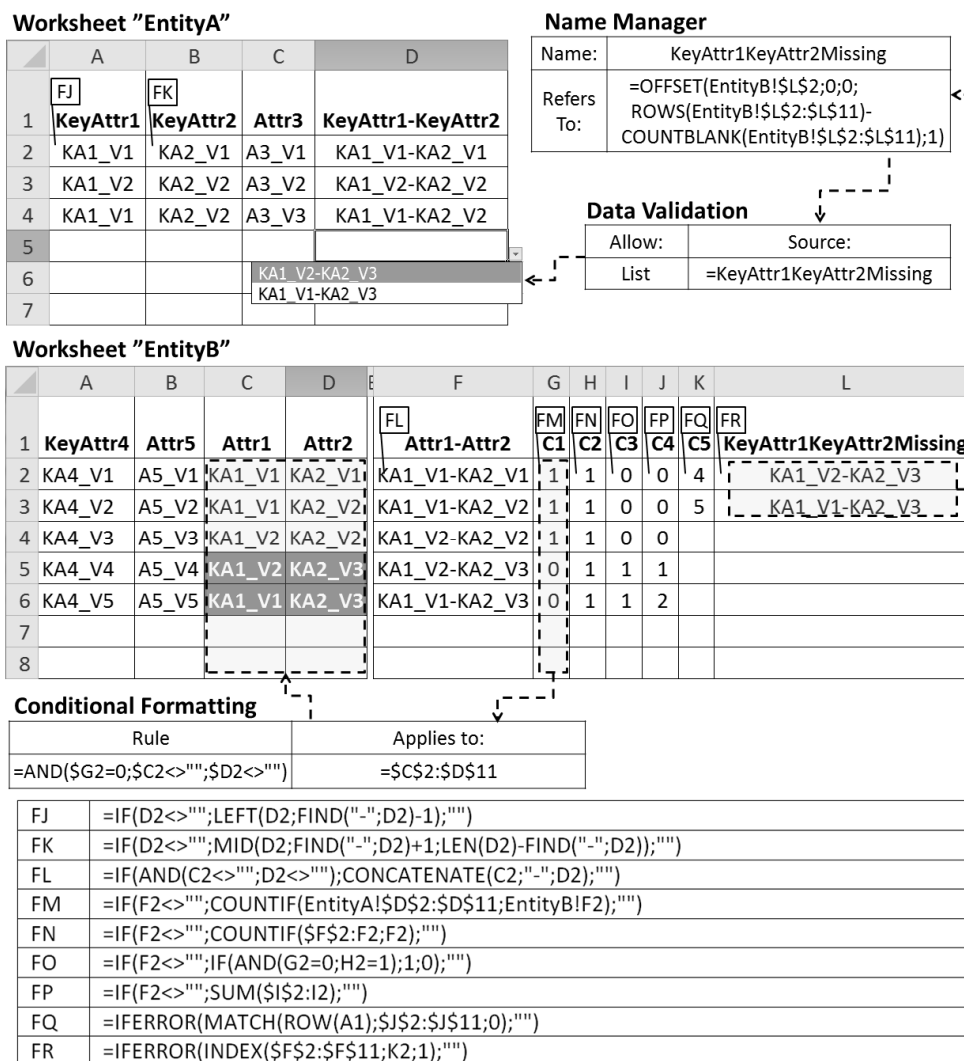 Worksheet "EntityA"
A B C D
FJ FK
1 KeyAttr1 KeyAttr2 Attr3 KeyAttr1-KeyAttr2
2 KA1_V1 KA2_V1 A3_V1 KA1_V1-KA2_V1
3 KA1_V2 KA2_V2 A3_V2 KA1_V2-KA2_V2
4 KA1_V1 KA2_V2 A3_V3 KA1_V1-KA2_V2
5
6 KA1_V2-KA2_V3
KA1_V1-KA2_V3
7
Name Manager
Name: KeyAttr1KeyAttr2Missing
Refers To: =OFFSET(EntityB!$L$2;0;0;
ROWS(EntityB!$L$2:$L$11)-
COUNTBLANK(EntityB!$L$2:$L$11);1)
Data Validation
Allow: Source:
List =KeyAttr1KeyAttr2Missing
Worksheet "EntityB"
A B C D E F G H I J K L
FL FM FN FO FP FQ FR
1 KeyAttr4 Attr5 Attr1 Attr2 Attr1-Attr2 C1 C2 C3 C4 C5 KeyAttr1KeyAttr2Missing
2 KA4_V1 A5_V1 KA1_V1 KA2_V1 KA1_V1-KA2_V1 1 1 0 0 4 KA1_V2-KA2_V3
3 KA4_V2 A5_V2 KA1_V1 KA2_V2 KA1_V1-KA2_V2 1 1 0 0 5 KA1_V1-KA2_V3
4 KA4_V3 A5_V3 KA1_V2 KA2_V2 KA1_V2-KA2_V2 1 1 0 0
5 KA4_V4 A5_V4 KA1_V2 KA2_V3 KA1_V2-KA2_V3 0 1 1 1
6 KA4_V5 A5_V5 KA1_V1 KA2_V3 KA1_V1-KA2_V3 0 1 1 2
7
8
Conditional Formatting
Rule Applies to:
=AND($G2=0;$C2<>"";$D2<>"") =$C$2:$D$11
FJ =IF(D2<>"";LEFT(D2;FIND("-";D2)-1);"")
FK =IF(D2<>"";MID(D2;FIND("-";D2)+1;LEN(D2)-FIND("-";D2));"")
FL =IF(AND(C2<>"";D2<>"");CONCATENATE(C2;"-";D2);"")
FM =IF(F2<>"";COUNTIF(EntityA!$D$2:$D$11;EntityB!F2);"")
FN =IF(F2<>"";COUNTIF($F$2:F2;F2);"")
FO =IF(F2<>"";IF(AND(G2=0;H2=1);1;0);"")
FP =IF(F2<>"";SUM($I$2:I2);"")
FQ =IFERROR(MATCH(ROW(A1);$J$2:$J$11;0);"")
FR =IFERROR(INDEX($F$2:$F$11;K2;1);"")